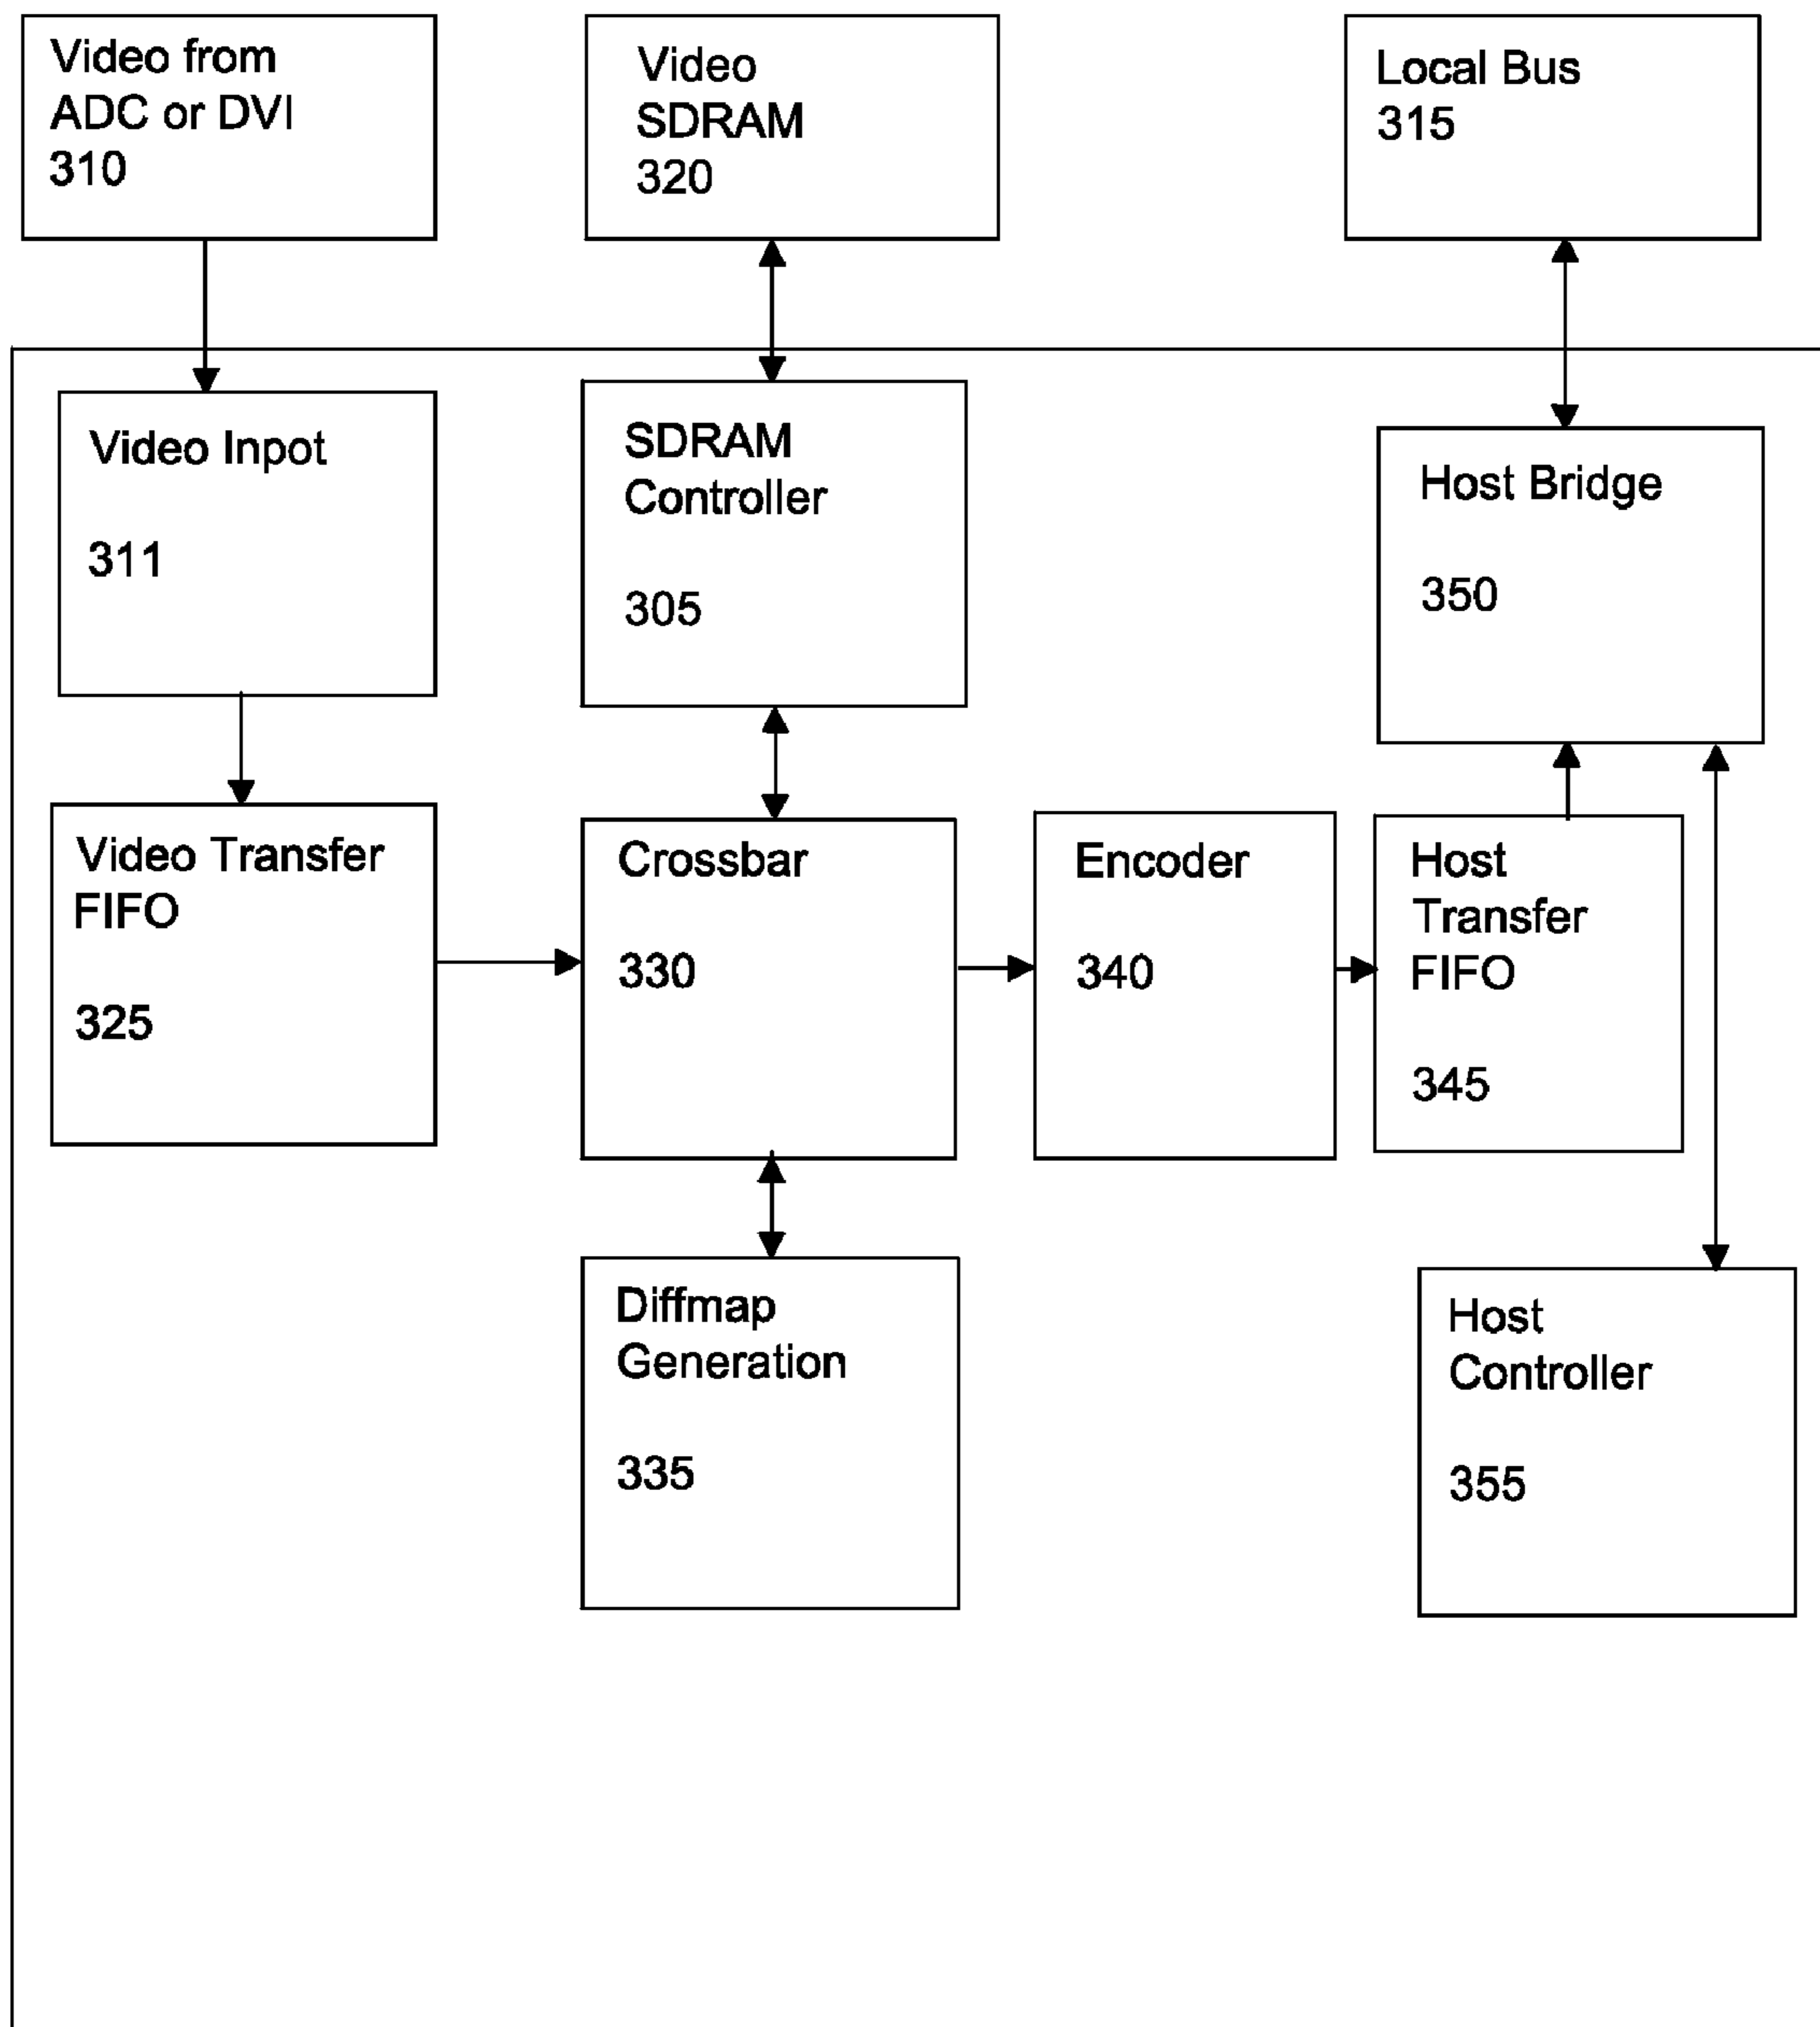 Video from
ADC or DVI
310
Video
SDRAM
320
Local Bus
315
Video Inpot
311
SDRAM
Controller
305
Host Bridge
350
Video Transfer
FIFO
325
Crossbar
330
Encoder
340
Host
Transfer
FIFO
345
Diffmap
Generation
335
Host
Controller
355